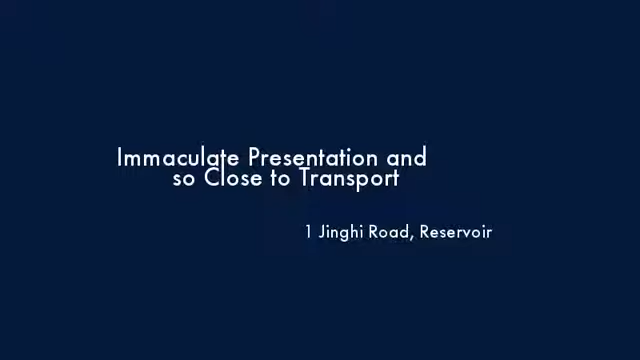 Immaculate Presentation and
so Close to Transport
1 Jinghi Road, Reservoir